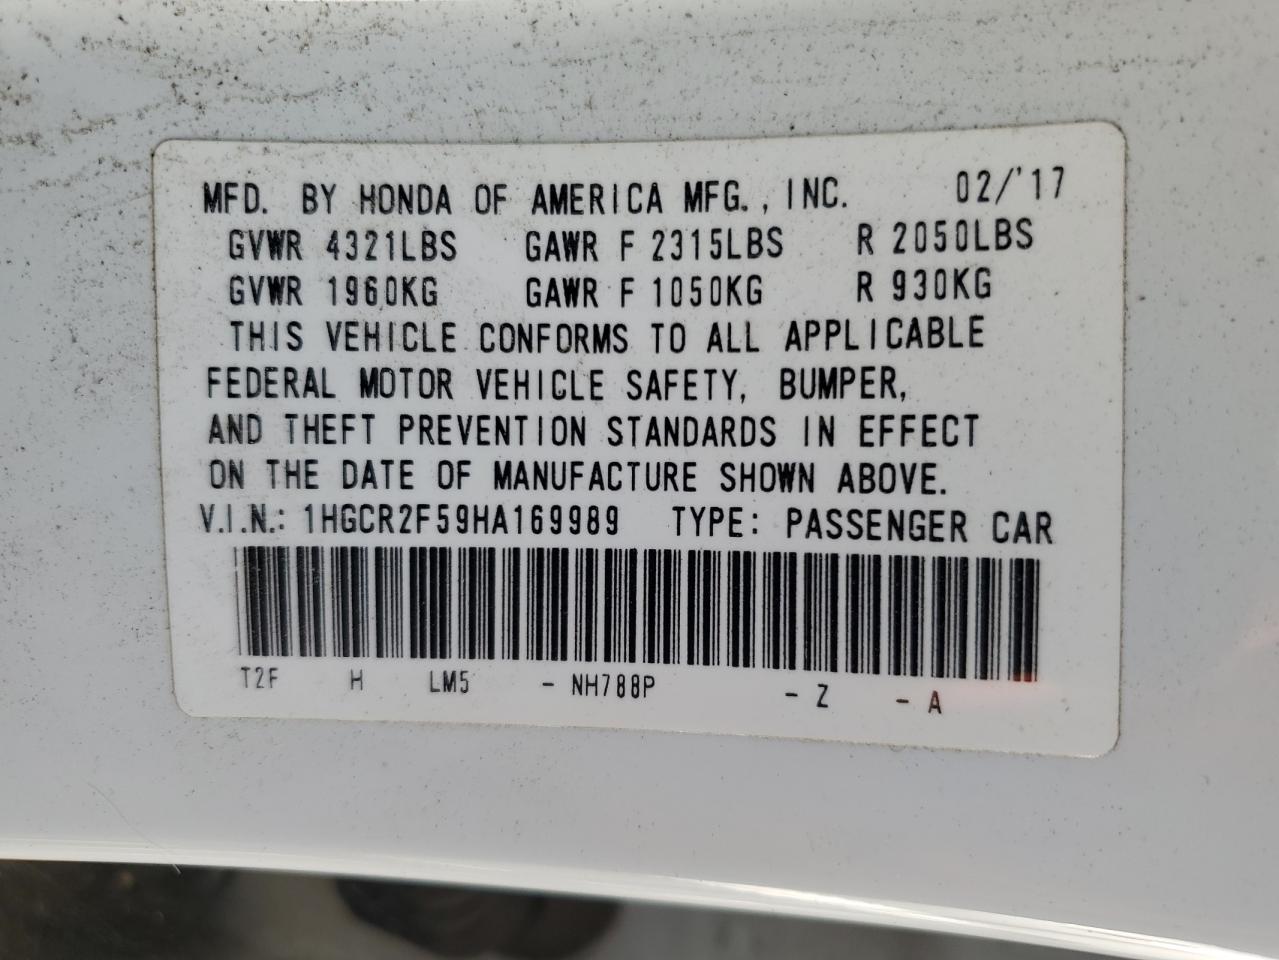 MFD. BY HONDA OF AMERICA MFG., INC. 02/'17
GVWR 4321LBS GAWR F 2315LBS R 2050LBS
GVWR 1960KG GAWR F 1050KG R 930KG
THIS VEHICLE CONFORMS TO ALL APPLICABLE
FEDERAL MOTOR VEHICLE SAFETY, BUMPER,
AND THEFT PREVENTION STANDARDS IN EFFECT
ON THE DATE OF MANUFACTURE SHOWN ABOVE.
V.I.N.: 1HGCR2F59HA169989 TYPE: PASSENGER CAR
T2F H LM5 - NH788P - Z - A